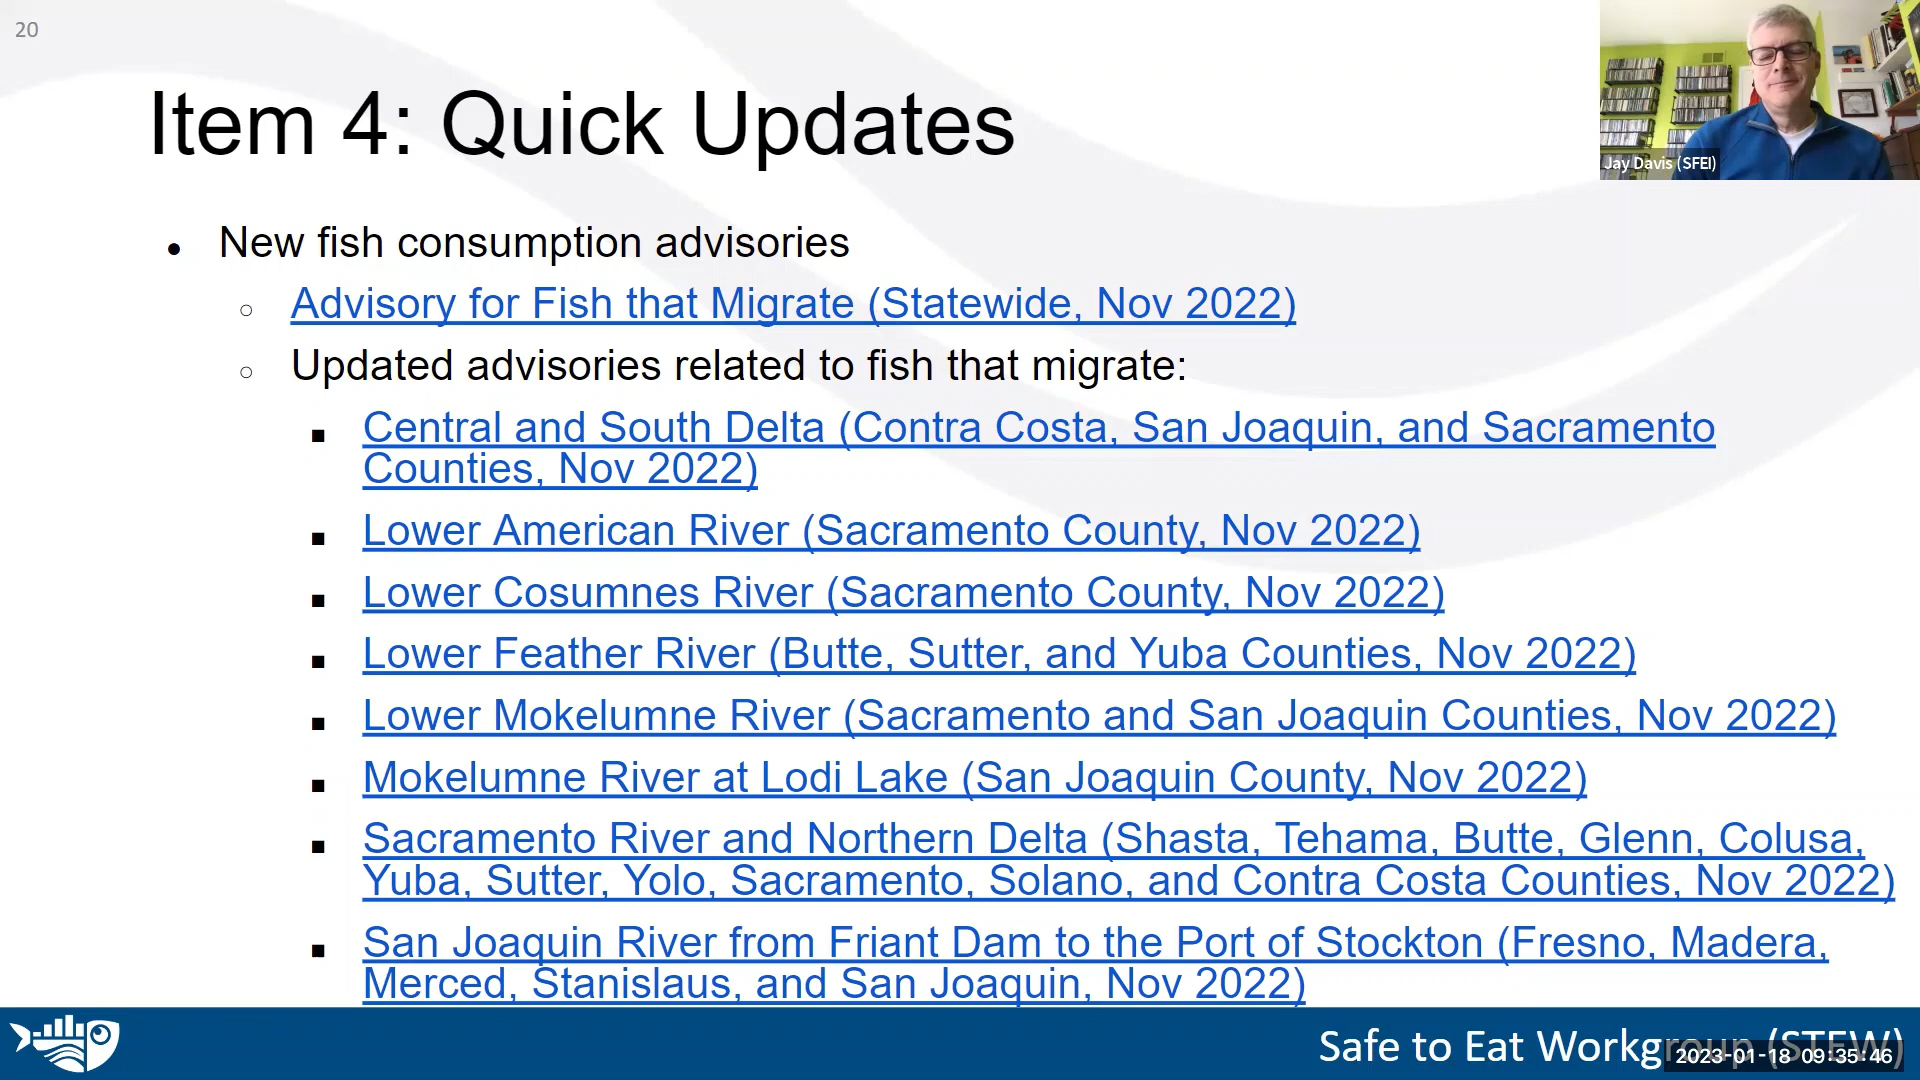 20
Item 4: Quick Updates
Jay Davis (SFEI)
• New fish consumption advisories
○ Advisory for Fish that Migrate (Statewide, Nov 2022)
○ Updated advisories related to fish that migrate:
■ Central and South Delta (Contra Costa, San Joaquin, and Sacramento
Counties, Nov 2022)
■ Lower American River (Sacramento County, Nov 2022)
■ Lower Cosumnes River (Sacramento County, Nov 2022)
■ Lower Feather River (Butte, Sutter, and Yuba Counties, Nov 2022)
■ Lower Mokelumne River (Sacramento and San Joaquin Counties, Nov 2022)
■ Mokelumne River at Lodi Lake (San Joaquin County, Nov 2022)
■ Sacramento River and Northern Delta (Shasta, Tehama, Butte, Glenn, Colusa,
Yuba, Sutter, Yolo, Sacramento, Solano, and Contra Costa Counties, Nov 2022)
■ San Joaquin River from Friant Dam to the Port of Stockton (Fresno, Madera,
Merced, Stanislaus, and San Joaquin, Nov 2022)
Safe to Eat Workgroup (STEW)
2023-01-18 09:35:46